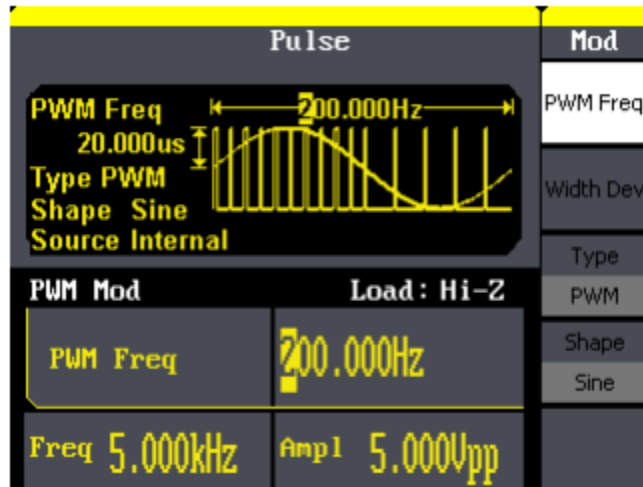 Pulse
Mod
PWM Freq 200.000Hz
20.000us
Type PWM
Shape Sine
Source Internal
PWM Mod Load: Hi-Z
PWM Freq 200.000Hz
Freq 5.000kHz Ampl 5.000Vpp
PWM Freq
Width Dev
Type
PWM
Shape
Sine